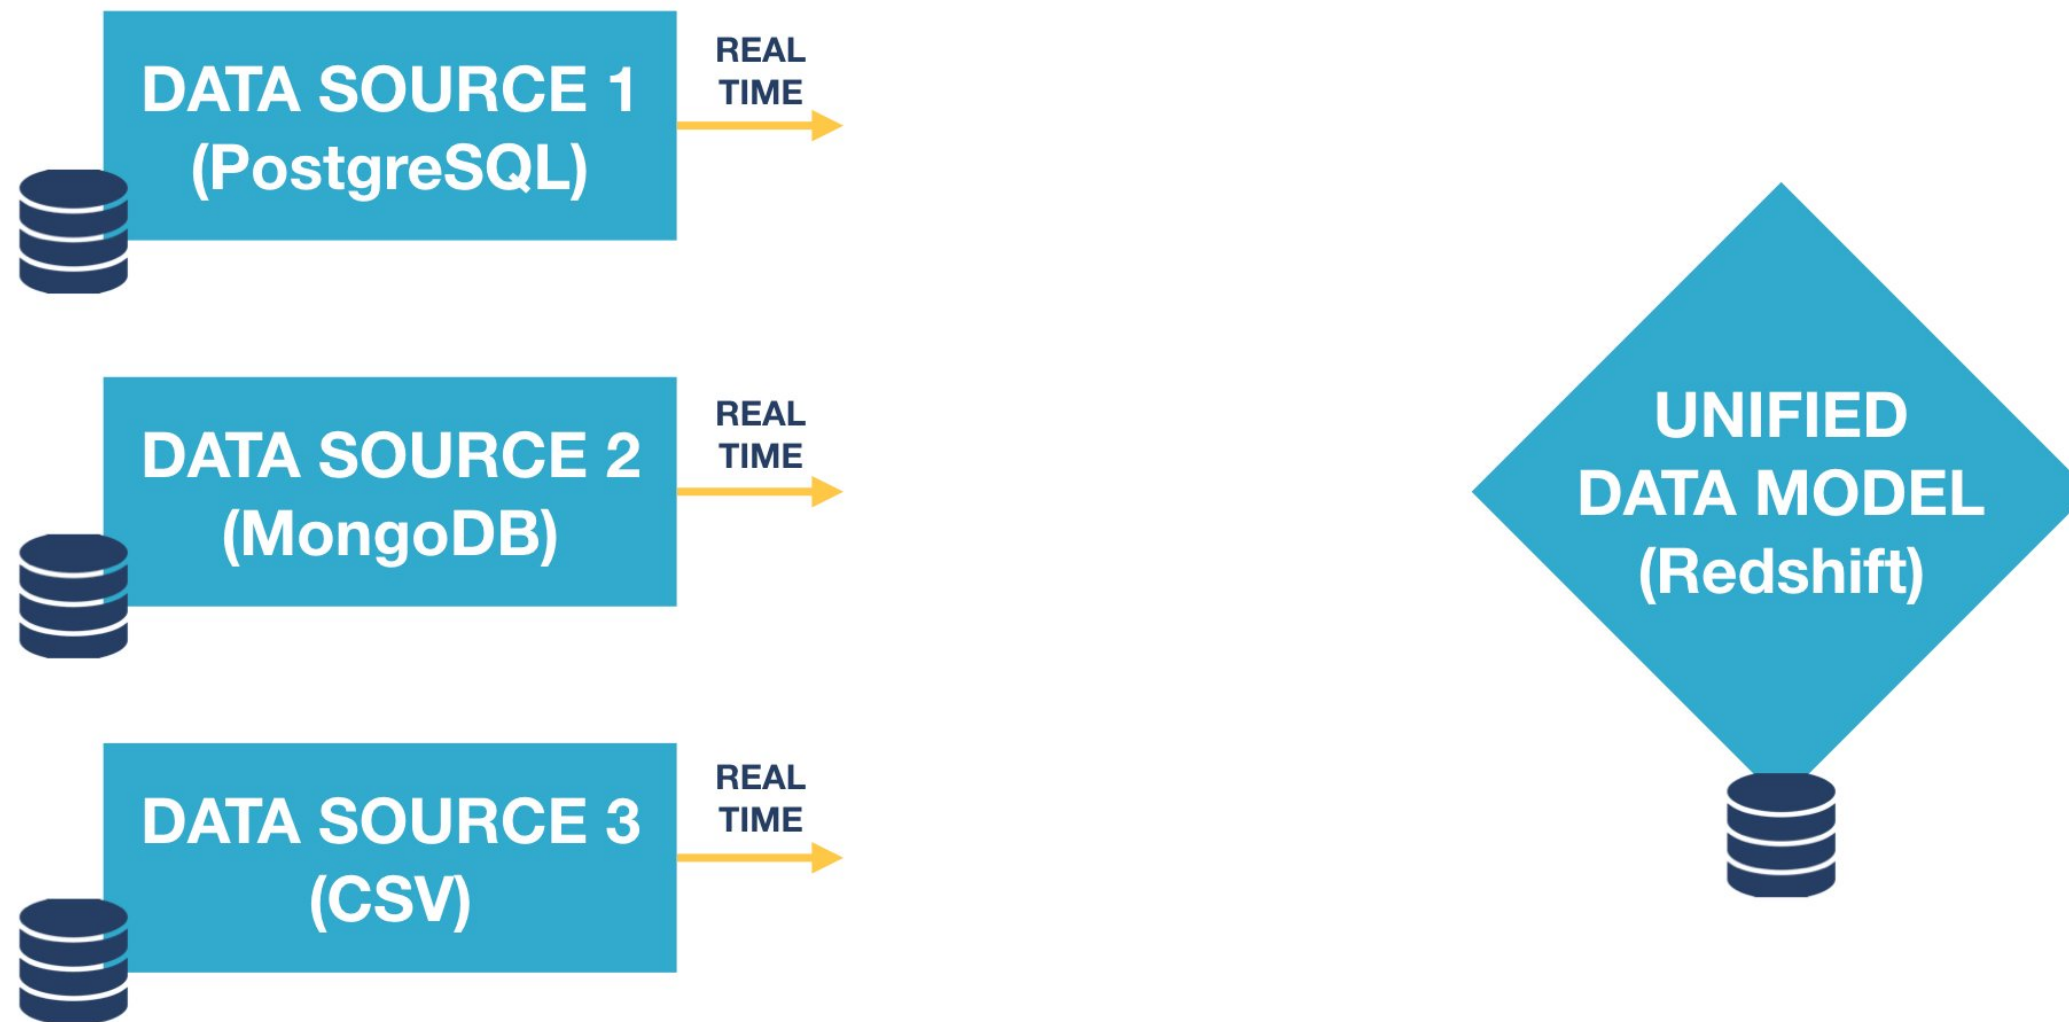 DATA SOURCE 1
(PostgreSQL)
REAL
TIME
DATA SOURCE 2
(MongoDB)
REAL
TIME
DATA SOURCE 3
(CSV)
REAL
TIME
UNIFIED
DATA MODEL
(Redshift)